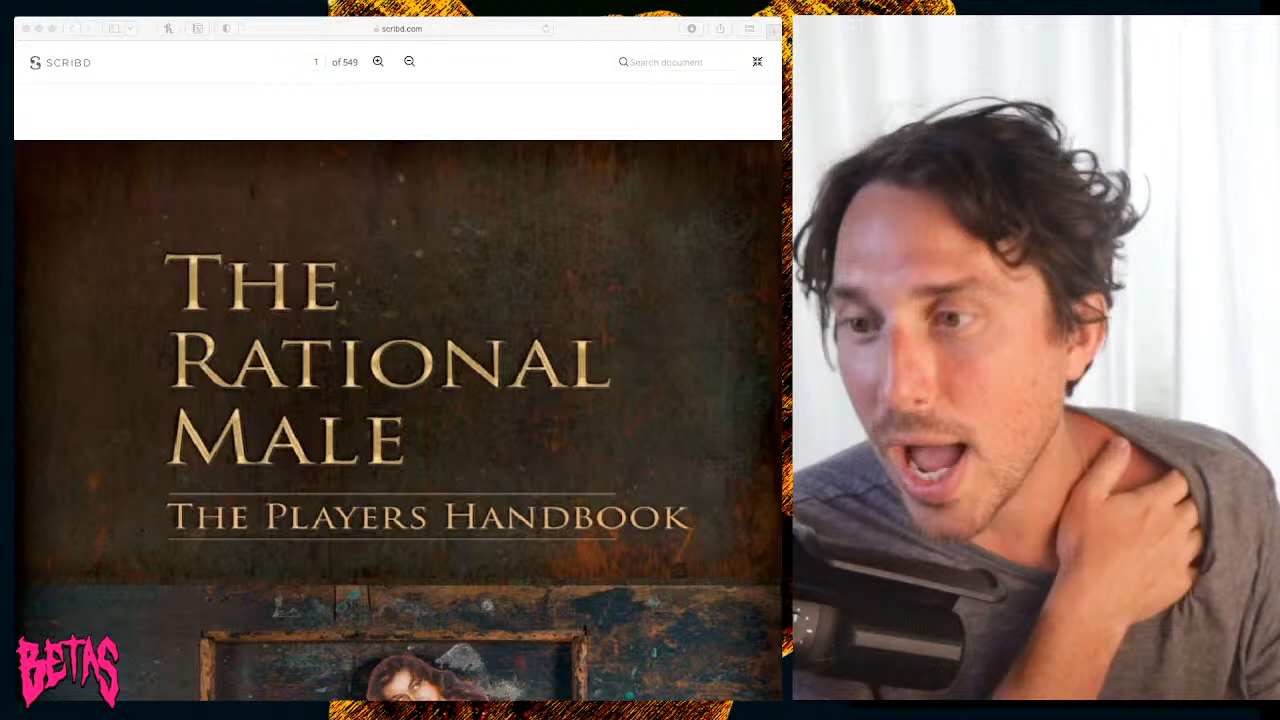 scribd.com
SCRIBD
1 of 549
Search document
THE
RATIONAL
MALE
THE PLAYERS HANDBOOK
BETAS